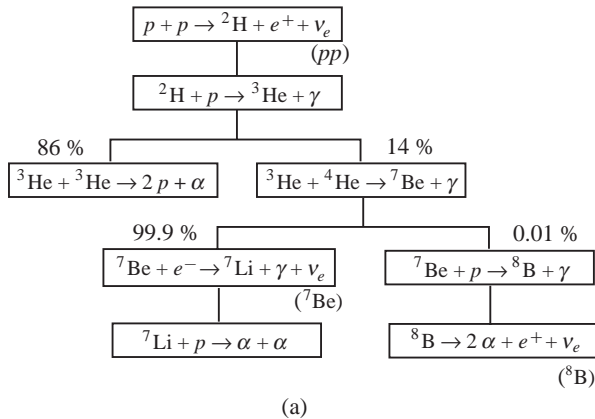 p + p → ²H + e⁺ + νₑ
(pp)
²H + p → ³He + γ
86 % 14 %
³He + ³He → 2 p + α ³He + ⁴He → ⁷Be + γ
99.9 % 0.01 %
⁷Be + e⁻ → ⁷Li + γ + νₑ ⁷Be + p → ⁸B + γ
(⁷Be)
⁷Li + p → α + α ⁸B → 2 α + e⁺ + νₑ
(⁸B)
(a)